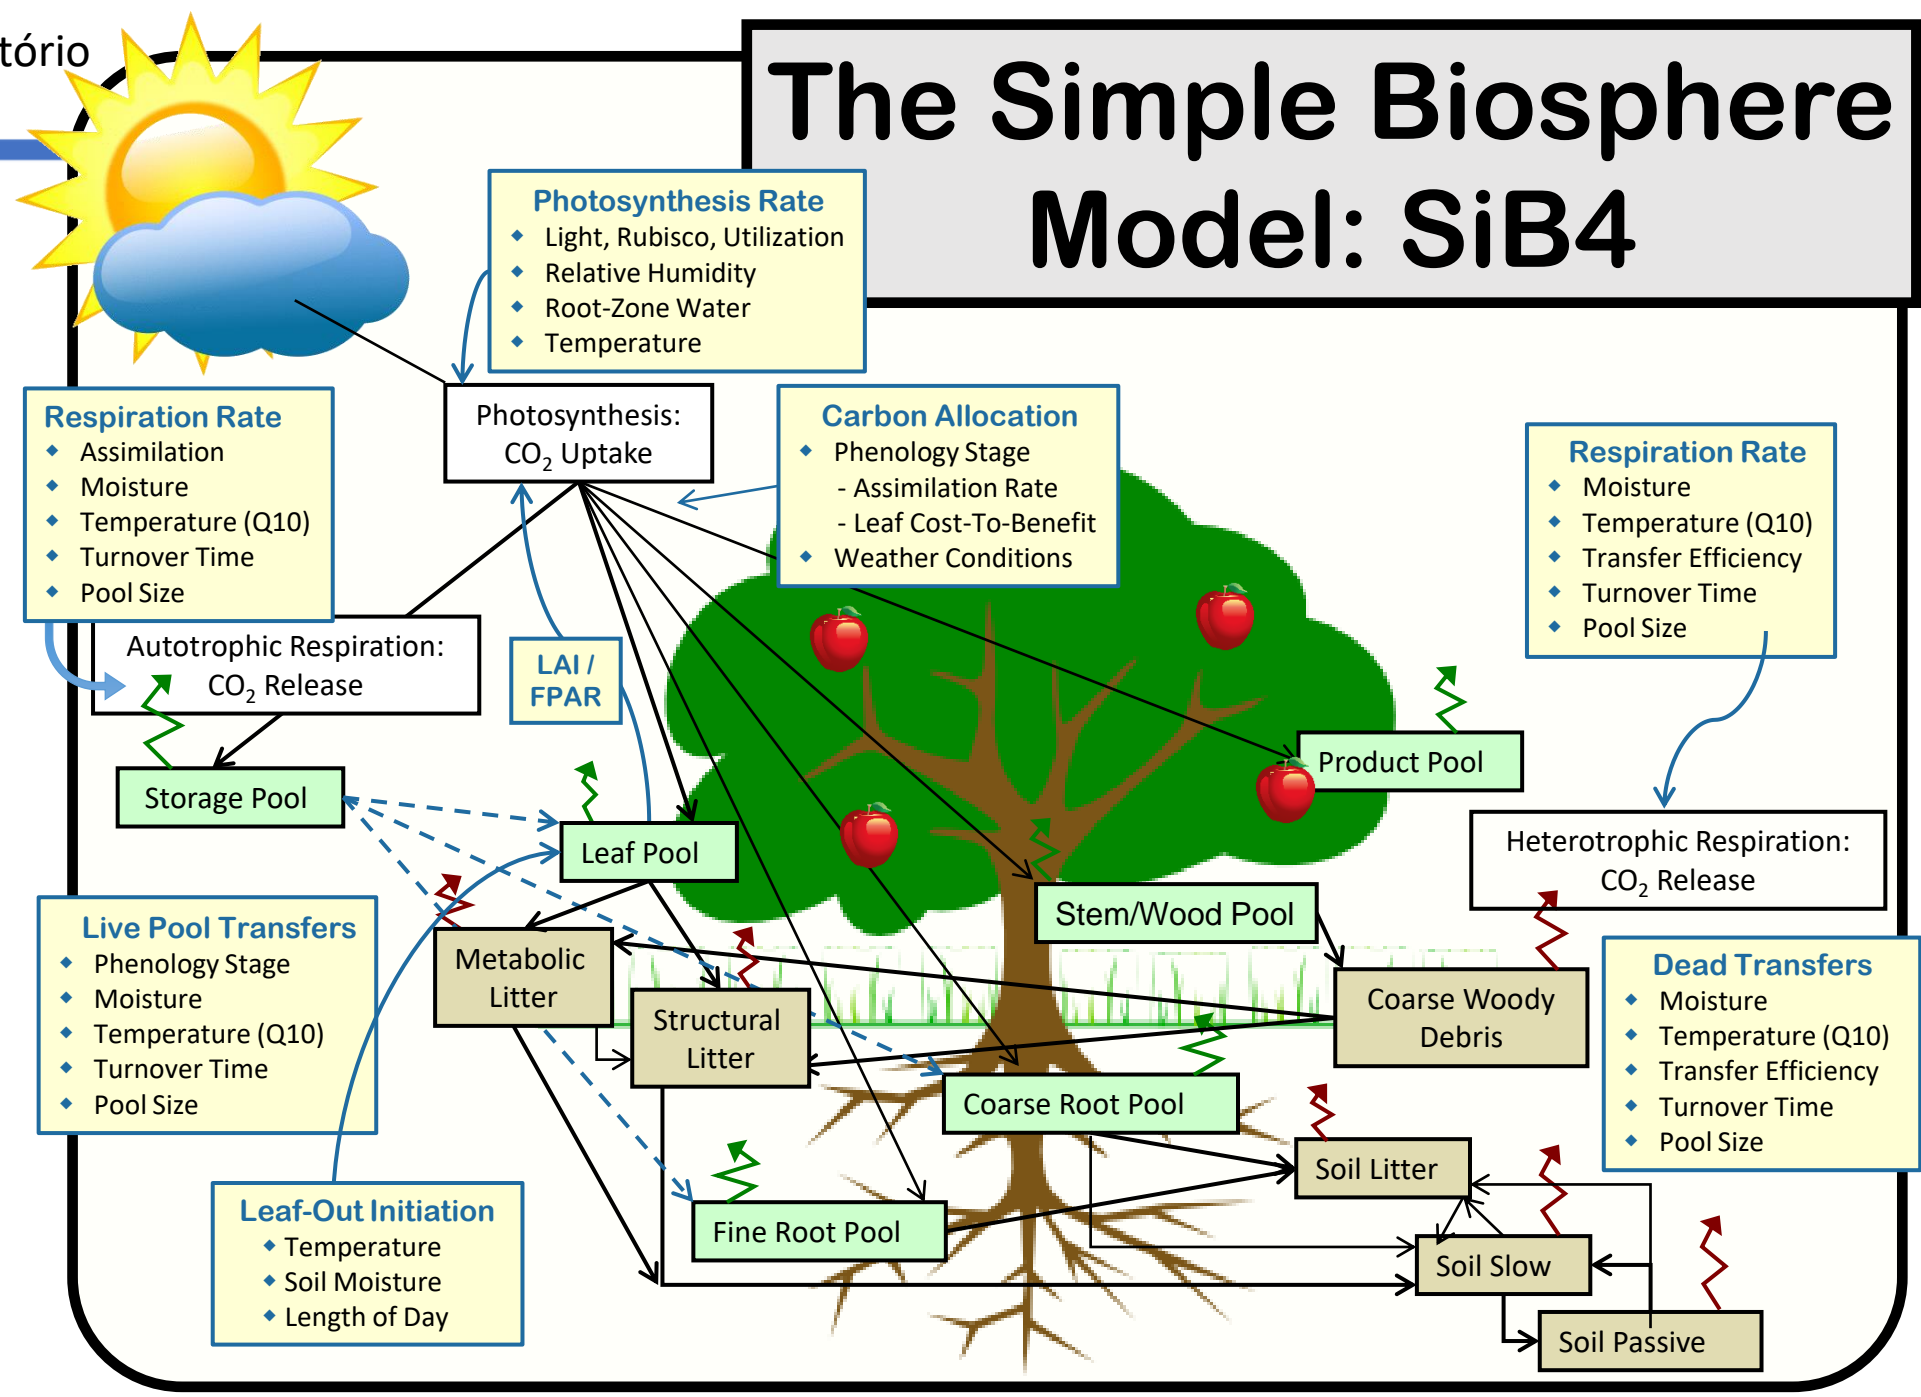 tório
The Simple Biosphere
Model: SiB4
Photosynthesis Rate
Light, Rubisco, Utilization
Relative Humidity
Root-Zone Water
Temperature
Respiration Rate
Assimilation
Moisture
Temperature (Q10)
Turnover Time
Pool Size
Photosynthesis:
CO₂ Uptake
Carbon Allocation
Phenology Stage
- Assimilation Rate
- Leaf Cost-To-Benefit
Weather Conditions
Respiration Rate
Moisture
Temperature (Q10)
Transfer Efficiency
Turnover Time
Pool Size
Autotrophic Respiration:
CO₂ Release
LAI /
FPAR
Storage Pool
Leaf Pool
Product Pool
Heterotrophic Respiration:
CO₂ Release
Stem/Wood Pool
Live Pool Transfers
Phenology Stage
Moisture
Temperature (Q10)
Turnover Time
Pool Size
Metabolic
Litter
Structural
Litter
Coarse Woody
Debris
Dead Transfers
Moisture
Temperature (Q10)
Transfer Efficiency
Turnover Time
Pool Size
Coarse Root Pool
Soil Litter
Fine Root Pool
Leaf-Out Initiation
Temperature
Soil Moisture
Length of Day
Soil Slow
Soil Passive